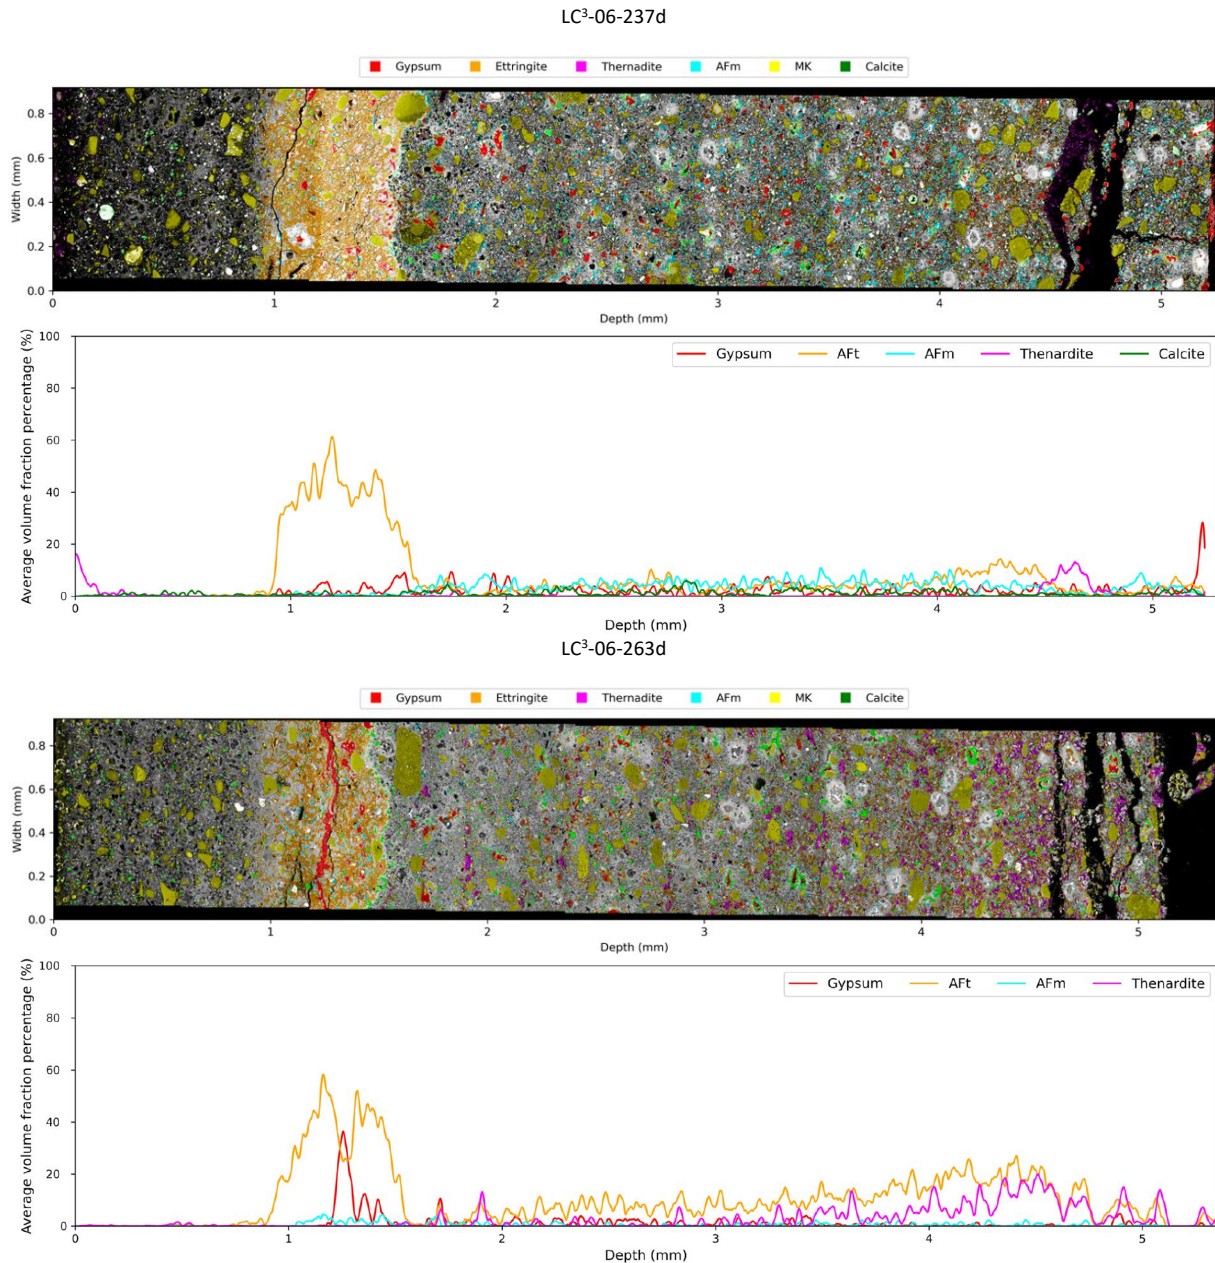 LC³-06-237d
Gypsum Ettringite Thernadite AFm MK Calcite
Width (mm)
0.8
0.6
0.4
0.2
0.0
0 1 2 3 4 5
Depth (mm)
Average volume fraction percentage (%)
100
80
60
40
20
0
Gypsum AFt AFm Thenardite Calcite
0 1 2 3 4 5
Depth (mm)
LC³-06-263d
Gypsum Ettringite Thernadite AFm MK Calcite
Width (mm)
0.8
0.6
0.4
0.2
0.0
0 1 2 3 4 5
Depth (mm)
Average volume fraction percentage (%)
100
80
60
40
20
0
Gypsum AFt AFm Thenardite
0 1 2 3 4 5
Depth (mm)